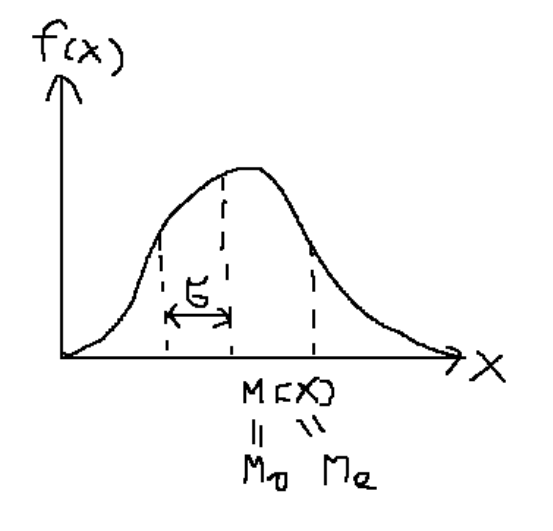 f(x)
σ
X
M(X)
= =
Mo Me